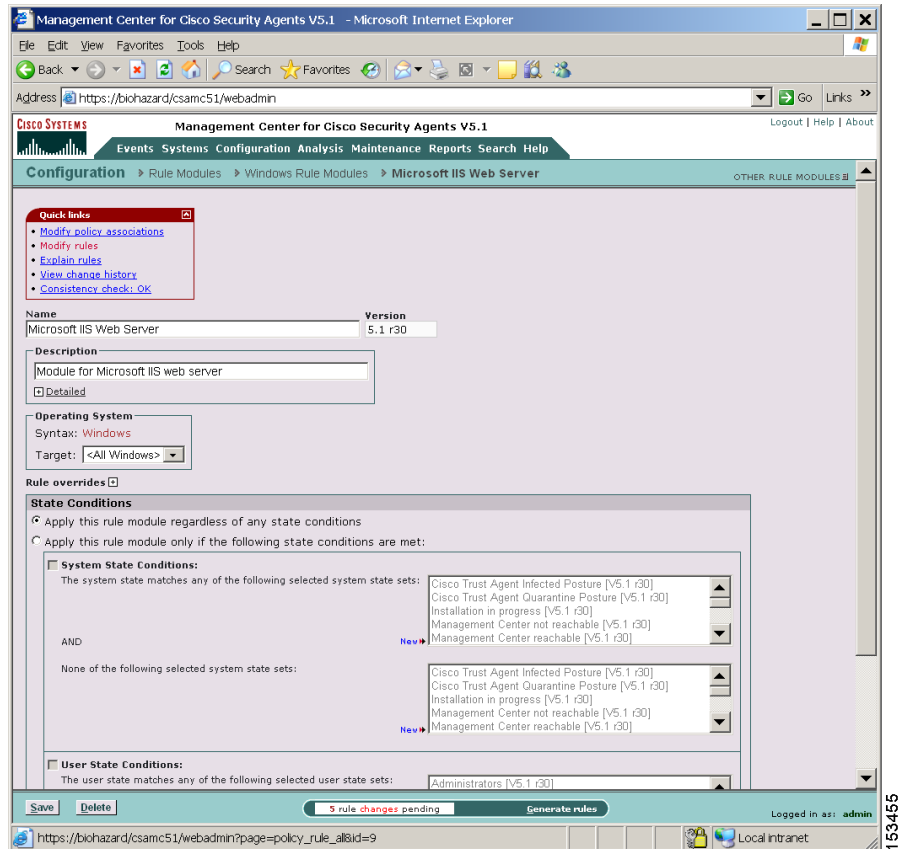 Management Center for Cisco Security Agents V5.1 - Microsoft Internet Explorer
File Edit View Favorites Tools Help
Back Search Favorites
Address https://biohazard/csamc51/webadmin Go Links »
CISCO SYSTEMS
Management Center for Cisco Security Agents V5.1
Logout | Help | About
Events Systems Configuration Analysis Maintenance Reports Search Help
Configuration Rule Modules Windows Rule Modules Microsoft IIS Web Server
OTHER RULE MODULES
Quick links
• Modify policy associations
• Modify rules
• Explain rules
• View change history
• Consistency check: OK
Name Version
Microsoft IIS Web Server 5.1 r30
Description
Module for Microsoft IIS web server
Detailed
Operating System
Syntax: Windows
Target: <All Windows>
Rule overrides
State Conditions
Apply this rule module regardless of any state conditions
Apply this rule module only if the following state conditions are met:
System State Conditions:
The system state matches any of the following selected system state sets:
Cisco Trust Agent Infected Posture [V5.1 r30]
Cisco Trust Agent Quarantine Posture [V5.1 r30]
Installation in progress [V5.1 r30]
Management Center not reachable [V5.1 r30]
Management Center reachable [V5.1 r30]
AND
New
None of the following selected system state sets:
Cisco Trust Agent Infected Posture [V5.1 r30]
Cisco Trust Agent Quarantine Posture [V5.1 r30]
Installation in progress [V5.1 r30]
Management Center not reachable [V5.1 r30]
Management Center reachable [V5.1 r30]
New
User State Conditions:
The user state matches any of the following selected user state sets:
Administrators [V5.1 r30]
Save Delete
5 rule changes pending Generate rules
Logged in as: admin
https://biohazard/csamc51/webadmin?page=policy_rule_all&id=9
Local intranet
153455